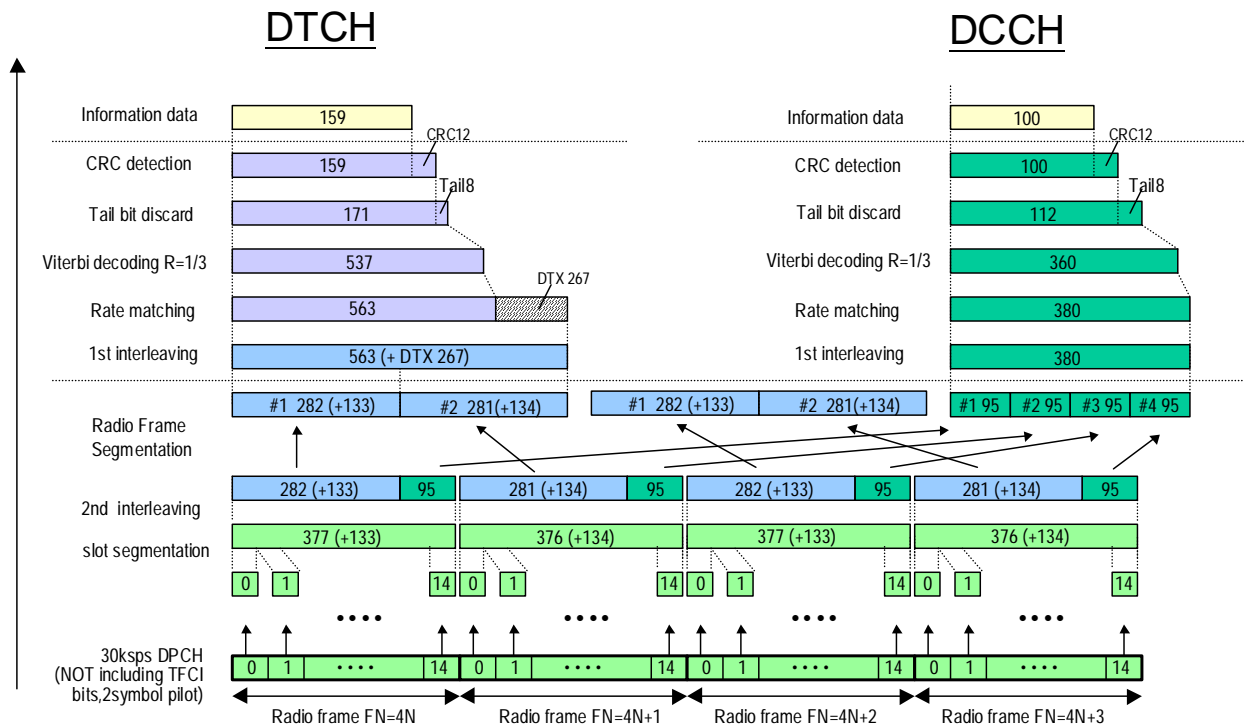 DTCH
DCCH
Information data
159
Information data
100
CRC12
CRC12
CRC detection
159
CRC detection
100
Tail8
Tail8
Tail bit discard
171
Tail bit discard
112
Viterbi decoding R=1/3
537
Viterbi decoding R=1/3
360
DTX 267
Rate matching
563
Rate matching
380
1st interleaving
563 (+ DTX 267)
1st interleaving
380
#1 282 (+133)
#2 281(+134)
#1 282 (+133)
#2 281(+134)
#1 95
#2 95
#3 95
#4 95
Radio Frame
Segmentation
282 (+133)
95
281 (+134)
95
282 (+133)
95
281 (+134)
95
2nd interleaving
377 (+133)
376 (+134)
377 (+133)
376 (+134)
slot segmentation
0
1
14
0
1
14
0
1
14
0
1
14
• • • •
• • • •
• • • •
• • • •
30ksps DPCH
(NOT including TFCI
bits,2symbol pilot)
0
1
• • • •
14
0
1
• • • •
14
0
1
• • • •
14
0
1
• • • •
14
Radio frame FN=4N
Radio frame FN=4N+1
Radio frame FN=4N+2
Radio frame FN=4N+3